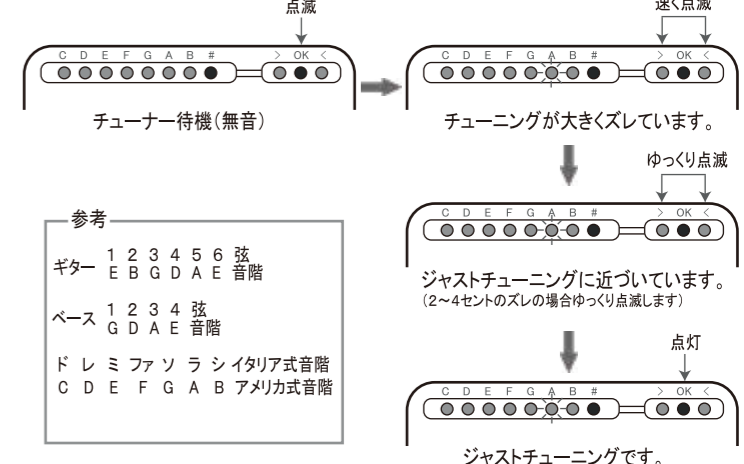 点滅
C D E F G A B # > OK <
チューナー待機(無音)
速く点滅
C D E F G A B # > OK <
チューニングが大きくズレています。
ゆっくり点滅
C D E F G A B # > OK <
ジャストチューニングに近づいています。
(2~4セントのズレの場合ゆっくり点滅します)
点灯
C D E F G A B # > OK <
ジャストチューニングです。
参考
ギター 1 2 3 4 5 6 弦
E B G D A E 音階
ベース 1 2 3 4 弦
G D A E 音階
ド レ ミ ファ ソ ラ シ イタリア式音階
C D E F G A B アメリカ式音階